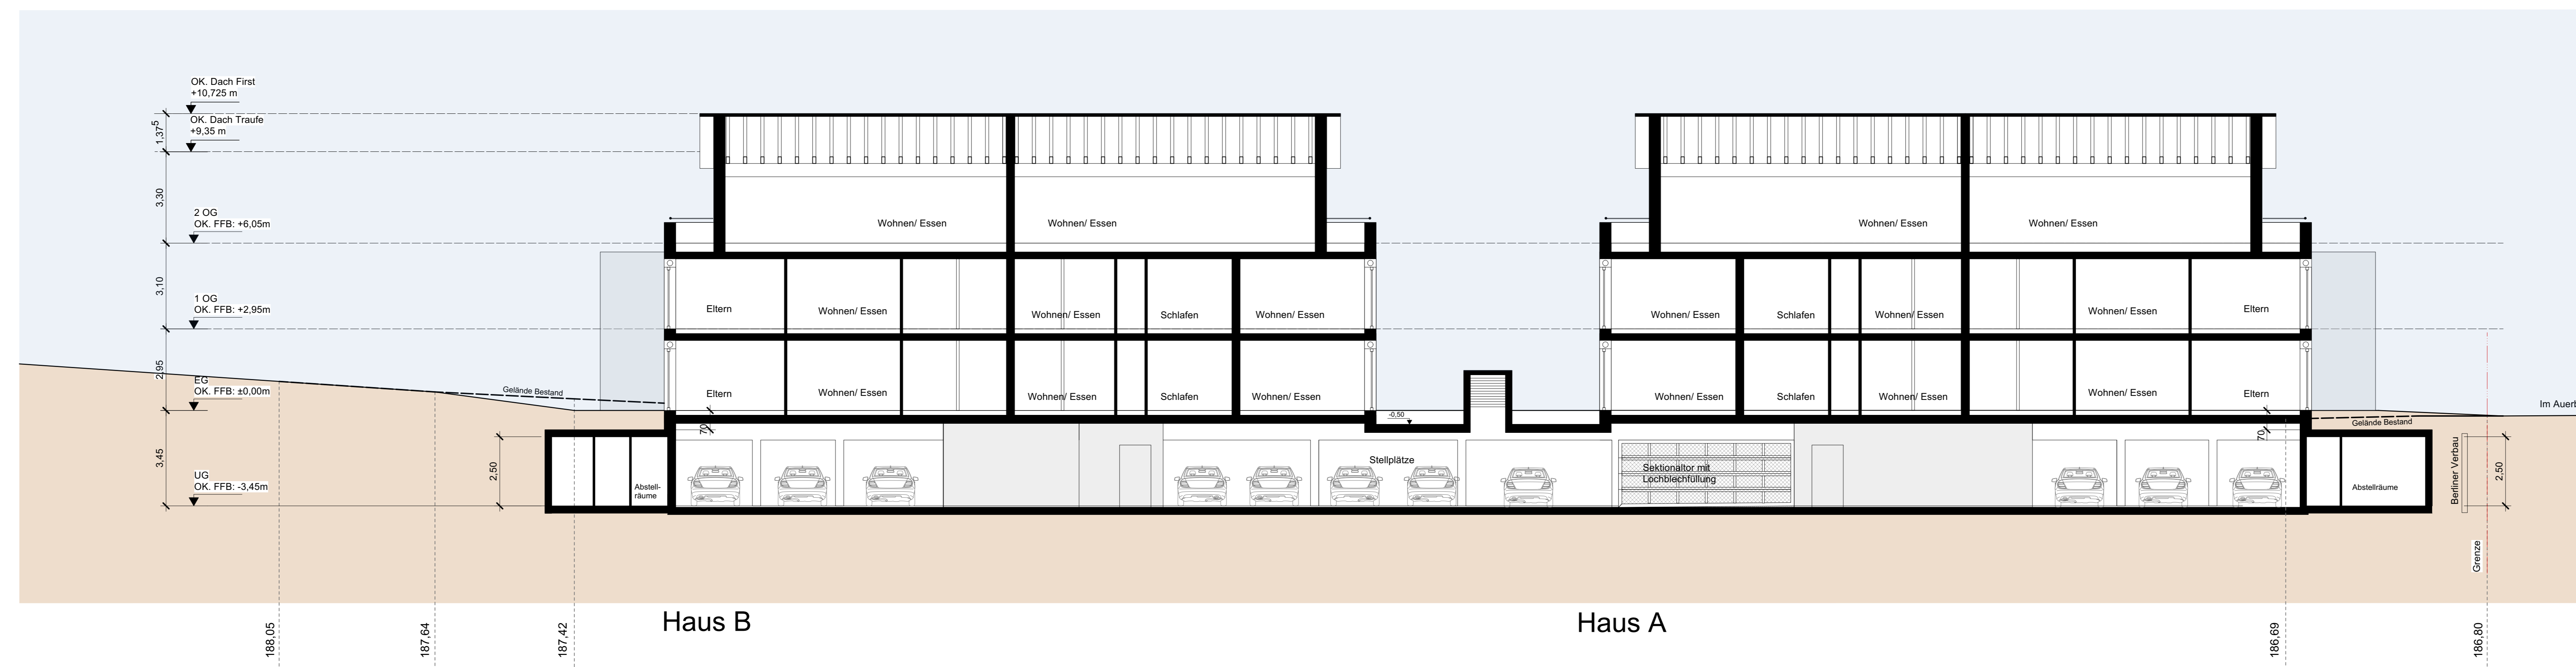 OK. Dach First
+10,725 m
OK. Dach Traufe
+9,35 m
1,37⁵
3,30
2 OG
OK. FFB: +6,05m
3,10
1 OG
OK. FFB: +2,95m
2,95
EG
OK. FFB: ±0,00m
3,45
UG
OK. FFB: -3,45m
2,50
Gelände Bestand
Wohnen/ Essen
Wohnen/ Essen
Eltern
Wohnen/ Essen
Wohnen/ Essen
Schlafen
Wohnen/ Essen
Eltern
Wohnen/ Essen
Wohnen/ Essen
Schlafen
Wohnen/ Essen
70
Abstell-
räume
-0,50
Stellplätze
Sektionaltor mit
Lochblechfüllung
Wohnen/ Essen
Wohnen/ Essen
Wohnen/ Essen
Schlafen
Wohnen/ Essen
Wohnen/ Essen
Eltern
Wohnen/ Essen
Schlafen
Wohnen/ Essen
Wohnen/ Essen
Eltern
70
Gelände Bestand
Abstellräume
Berliner Verbau
2,50
Grenze
Im Auerb
Haus B
Haus A
188,05
187,64
187,42
186,69
186,80